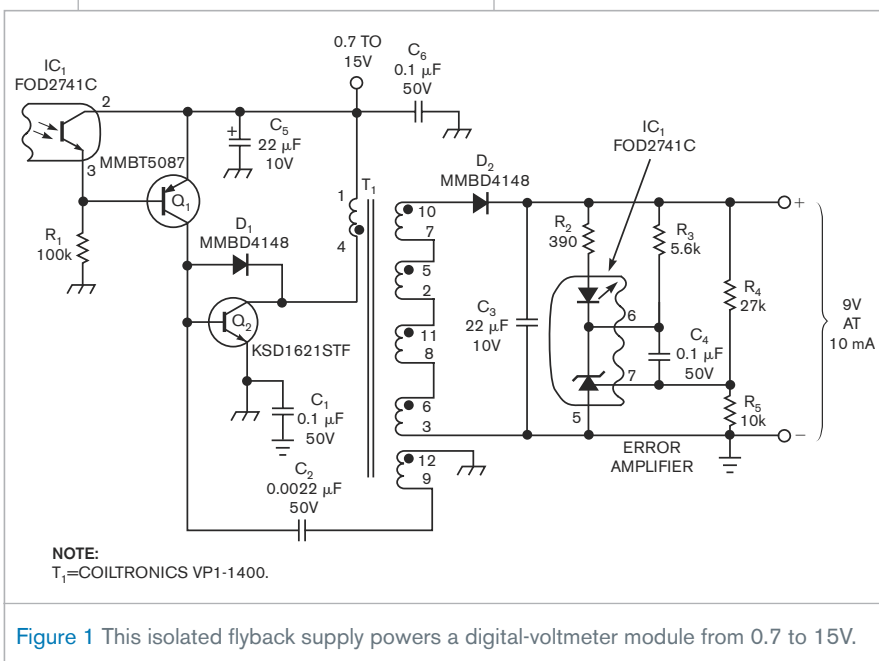 0.7 TO
15V
C6
0.1 µF
50V
IC1
FOD2741C
2
3
C5
+
22 µF
10V
MMBT5087
Q1
R1
100k
D1
MMBD4148
T1
1
4
Q2
KSD1621STF
C1
0.1 µF
50V
C2
0.0022 µF
50V
10
7
5
2
11
8
6
3
12
9
D2
MMBD4148
IC1
FOD2741C
R2
390
R3
5.6k
R4
27k
C3
22 µF
10V
6
C4
0.1 µF
50V
7
5
R5
10k
ERROR
AMPLIFIER
+
−
9V
AT
10 mA
NOTE:
T1=COILTRONICS VP1-1400.
Figure 1 This isolated flyback supply powers a digital-voltmeter module from 0.7 to 15V.